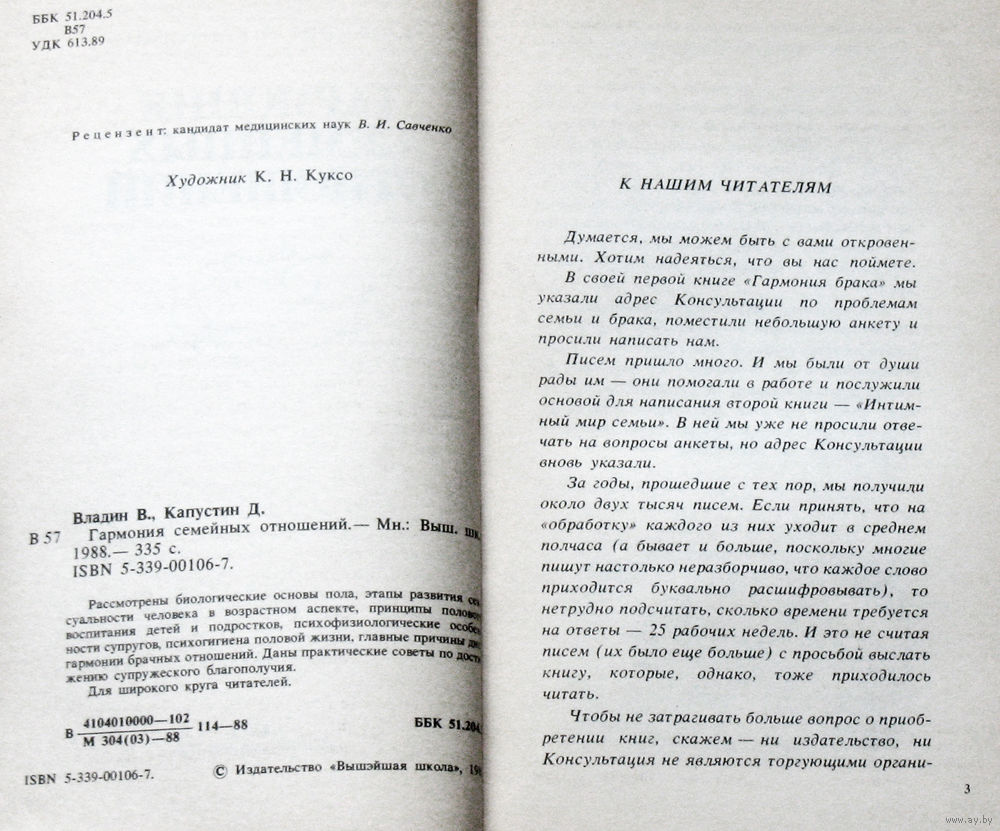 ББК 51.204.5
В57
УДК 613.89
Рецензент: кандидат медицинских наук В. И. Савченко
Художник К. Н. Куксо
Владин В., Капустин Д.
В 57 Гармония семейных отношений.— Мн.: Выш. шк.
1988.— 335 с.
ISBN 5-339-00106-7.
Рассмотрены биологические основы пола, этапы развития
суальности человека в возрастном аспекте, принципы
воспитания детей и подростков, психофизиологические
ности супругов, психогигиена половой жизни, главные причины
гармонии брачных отношений. Даны практические советы по
жению супружеского благополучия.
Для широкого круга читателей.
В 4104010000—102 114—88
М 304(03)—88
ББК 51.204
ISBN 5-339-00106-7.
© Издательство «Вышэйшая школа»,
К НАШИМ ЧИТАТЕЛЯМ
Думается, мы можем быть с вами откровен-
ными. Хотим надеяться, что вы нас поймете.
В своей первой книге «Гармония брака» мы
указали адрес Консультации по проблемам
семьи и брака, поместили небольшую анкету и
просили написать нам.
Писем пришло много. И мы были от души
рады им — они помогали в работе и послужили
основой для написания второй книги — «Интим-
ный мир семьи». В ней мы уже не просили отве-
чать на вопросы анкеты, но адрес Консультации
вновь указали.
За годы, прошедшие с тех пор, мы получили
около двух тысяч писем. Если принять, что на
«обработку» каждого из них уходит в среднем
полчаса (а бывает и больше, поскольку многие
пишут настолько неразборчиво, что каждое слово
приходится буквально расшифровывать), то
нетрудно подсчитать, сколько времени требуется
на ответы — 25 рабочих недель. И это не считая
писем (их было еще больше) с просьбой выслать
книгу, которые, однако, тоже приходилось
читать.
Чтобы не затрагивать больше вопрос о приоб-
ретении книг, скажем — ни издательство, ни
Консультация не являются торгующими органи-
3
www.ay.by